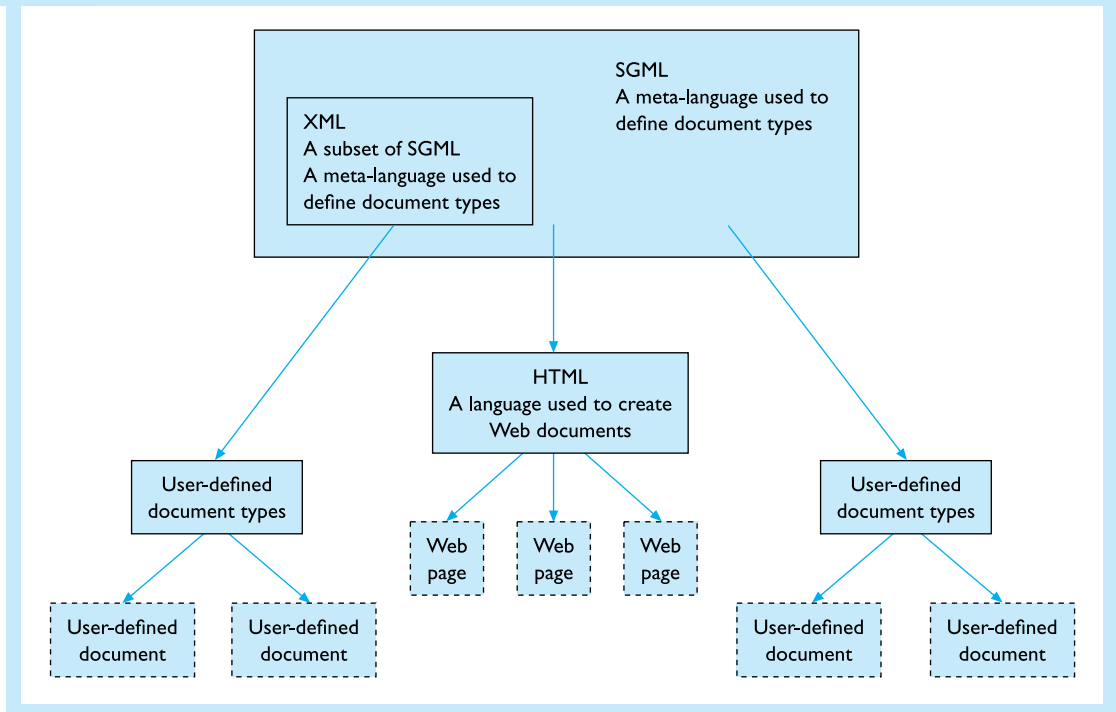 SGML
A meta-language used to
define document types
XML
A subset of SGML
A meta-language used to
define document types
HTML
A language used to create
Web documents
User-defined
document types
User-defined
document types
Web
page
Web
page
Web
page
User-defined
document
User-defined
document
User-defined
document
User-defined
document